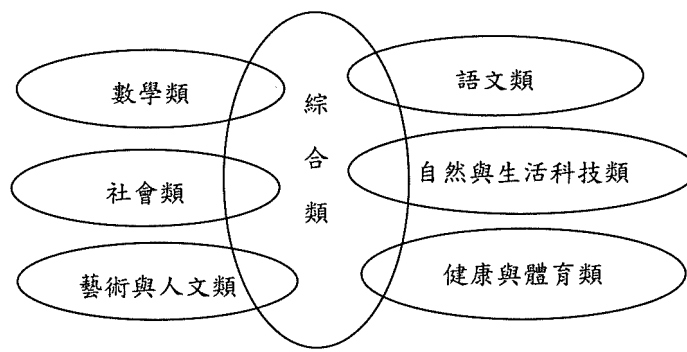 數學類
社會類
藝術與人文類
綜合類
語文類
自然與生活科技類
健康與體育類